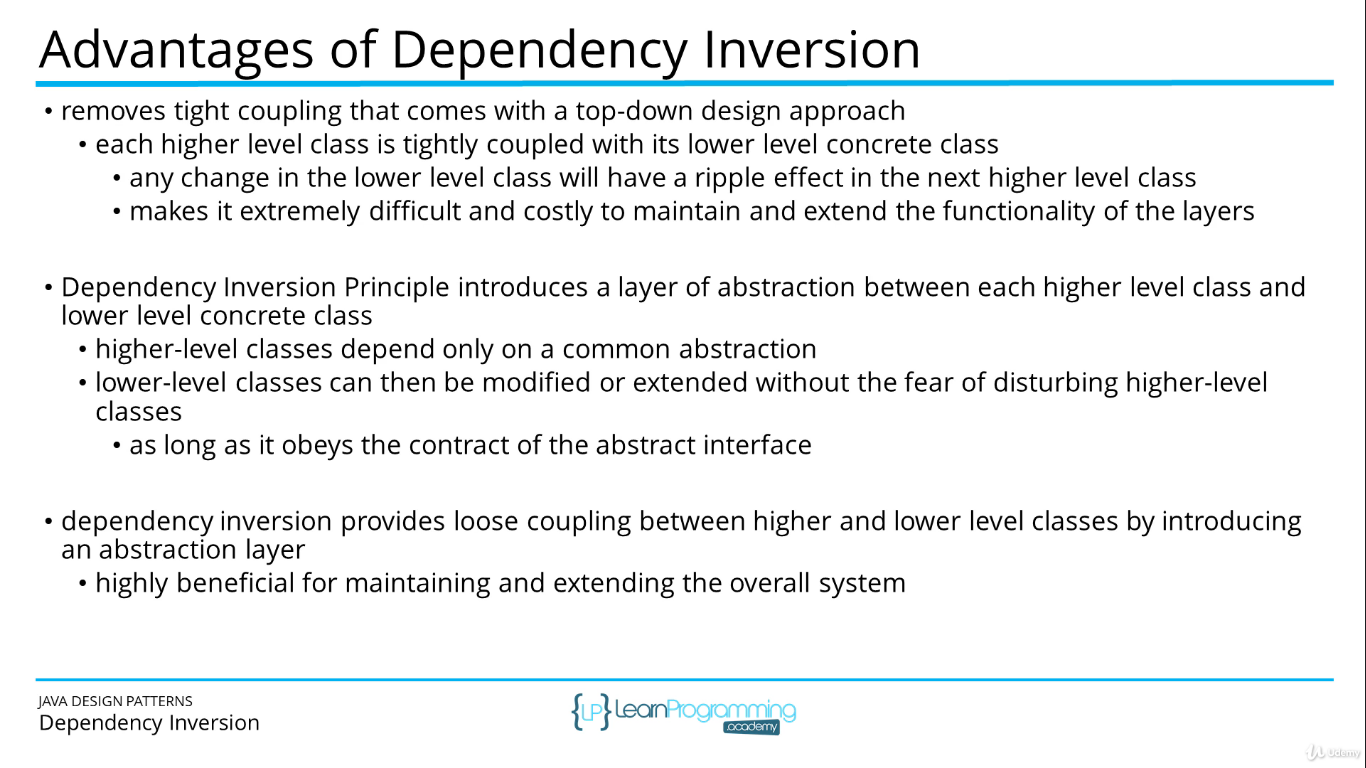 Advantages of Dependency Inversion
• removes tight coupling that comes with a top-down design approach
• each higher level class is tightly coupled with its lower level concrete class
• any change in the lower level class will have a ripple effect in the next higher level class
• makes it extremely difficult and costly to maintain and extend the functionality of the layers
• Dependency Inversion Principle introduces a layer of abstraction between each higher level class and
lower level concrete class
• higher-level classes depend only on a common abstraction
• lower-level classes can then be modified or extended without the fear of disturbing higher-level
classes
• as long as it obeys the contract of the abstract interface
• dependency inversion provides loose coupling between higher and lower level classes by introducing
an abstraction layer
• highly beneficial for maintaining and extending the overall system
JAVA DESIGN PATTERNS
Dependency Inversion
{LP} LearnProgramming
.academy
Udemy